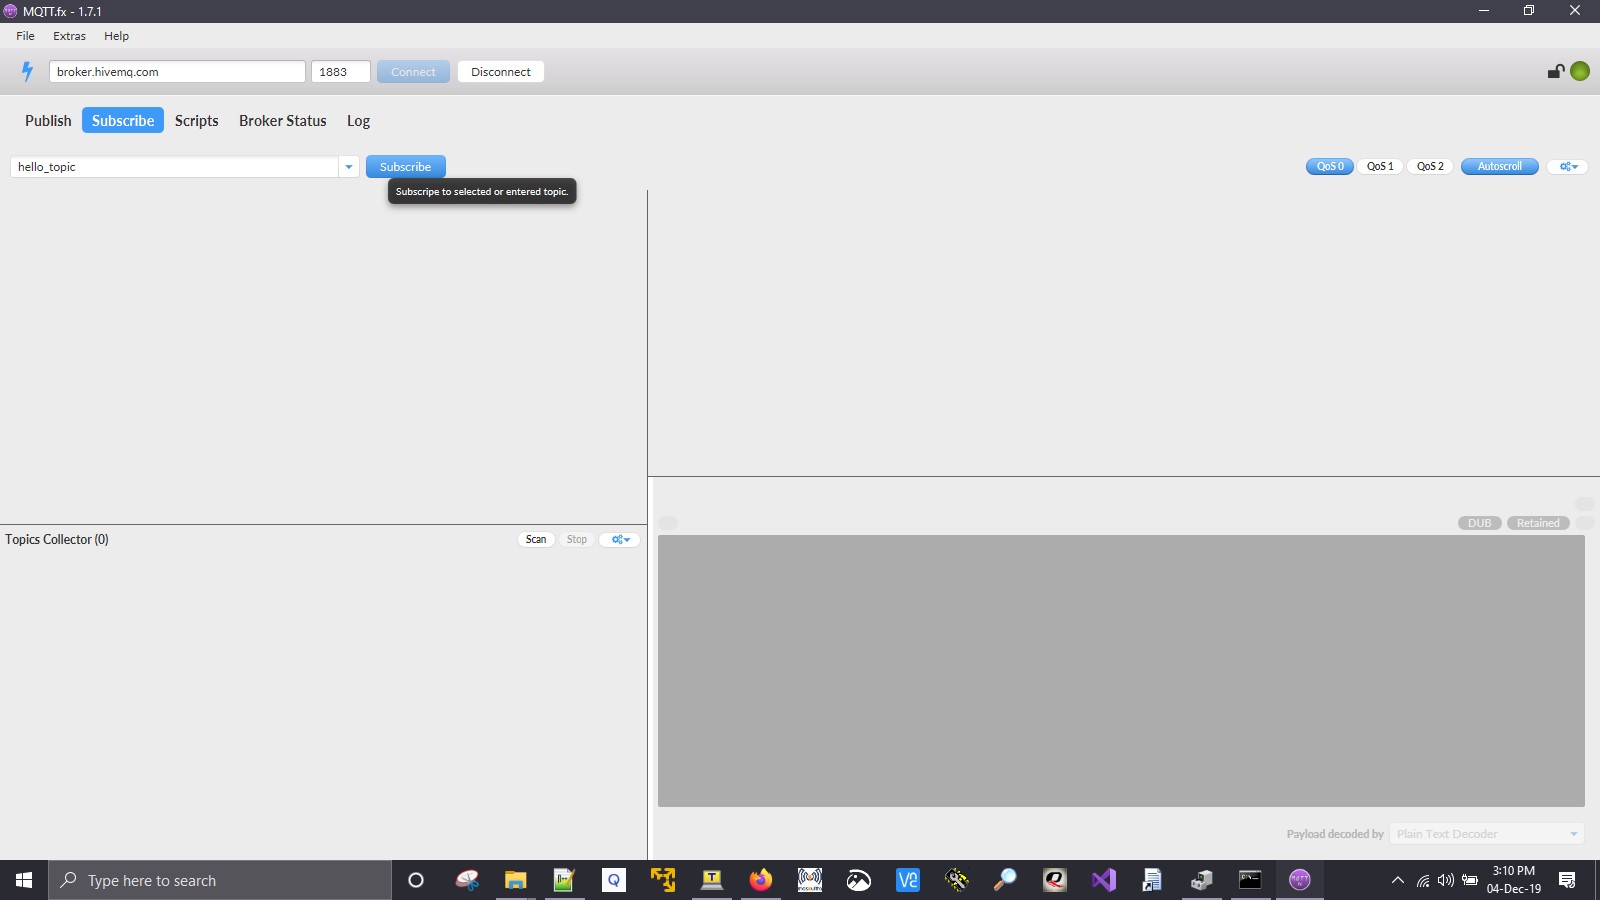 MQTT.fx - 1.7.1
File Extras Help
broker.hivemq.com 1883 Connect Disconnect
Publish Subscribe Scripts Broker Status Log
hello_topic Subscribe QoS 0 QoS 1 QoS 2 Autoscroll
Subscripe to selected or entered topic.
DUB Retained
Topics Collector (0) Scan Stop
Payload decoded by Plain Text Decoder
Type here to search
3:10 PM
04-Dec-19